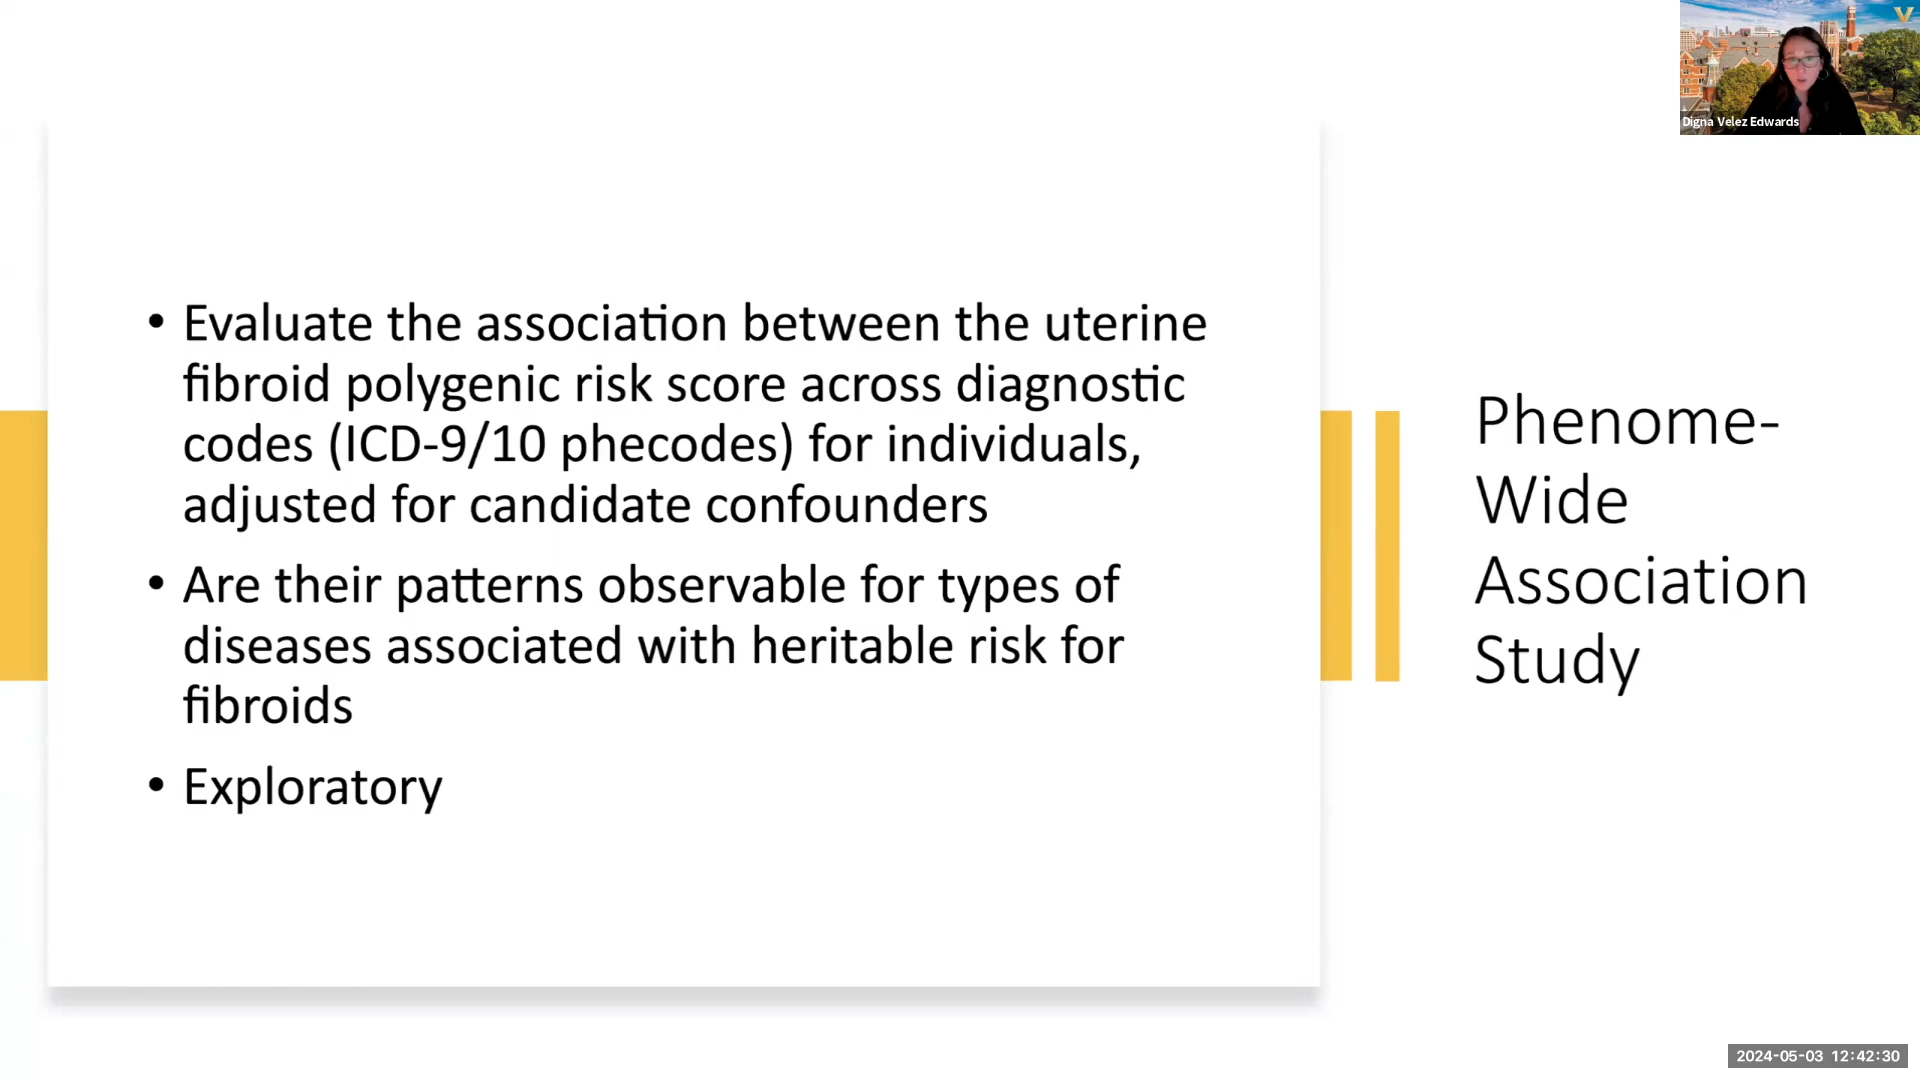 • Evaluate the association between the uterine
fibroid polygenic risk score across diagnostic
codes (ICD-9/10 phecodes) for individuals,
adjusted for candidate confounders
• Are their patterns observable for types of
diseases associated with heritable risk for
fibroids
• Exploratory
Phenome-
Wide
Association
Study
V
Digna Velez Edwards
2024-05-03 12:42:30